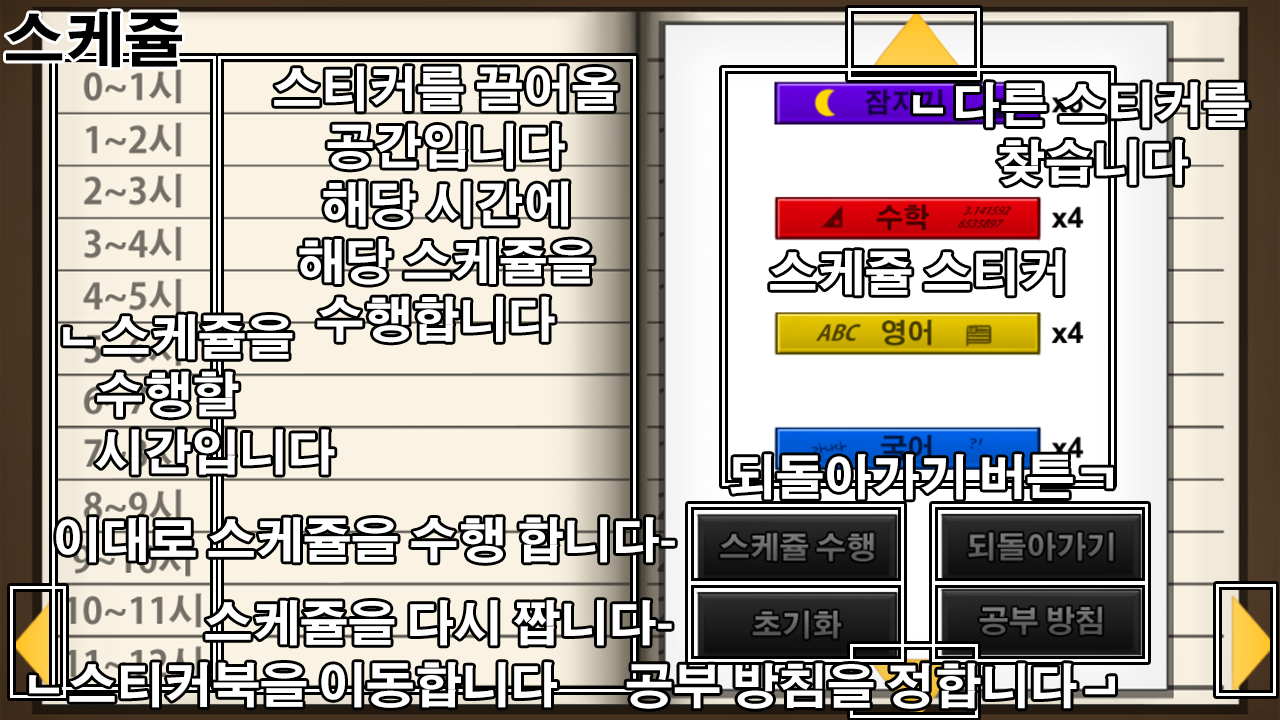 스케쥴
0~1시
1~2시
2~3시
3~4시
4~5시
8~9시
10~11시
스티커를 끌어올
공간입니다
해당 시간에
해당 스케쥴을
수행합니다
ㄴ스케쥴을
수행할
시간입니다
ㄴ다른 스티커를
찾습니다
수학 3,141592 6535897 x4
스케쥴 스티커
ABC 영어 x4
국어 ?! x4
되돌아가기 버튼ㄱ
이대로 스케쥴을 수행 합니다-
스케쥴 수행
되돌아가기
스케쥴을 다시 짭니다-
초기화
공부 방침
ㄴ스티커북을 이동합니다
공부 방침을 정합니다ㅢ